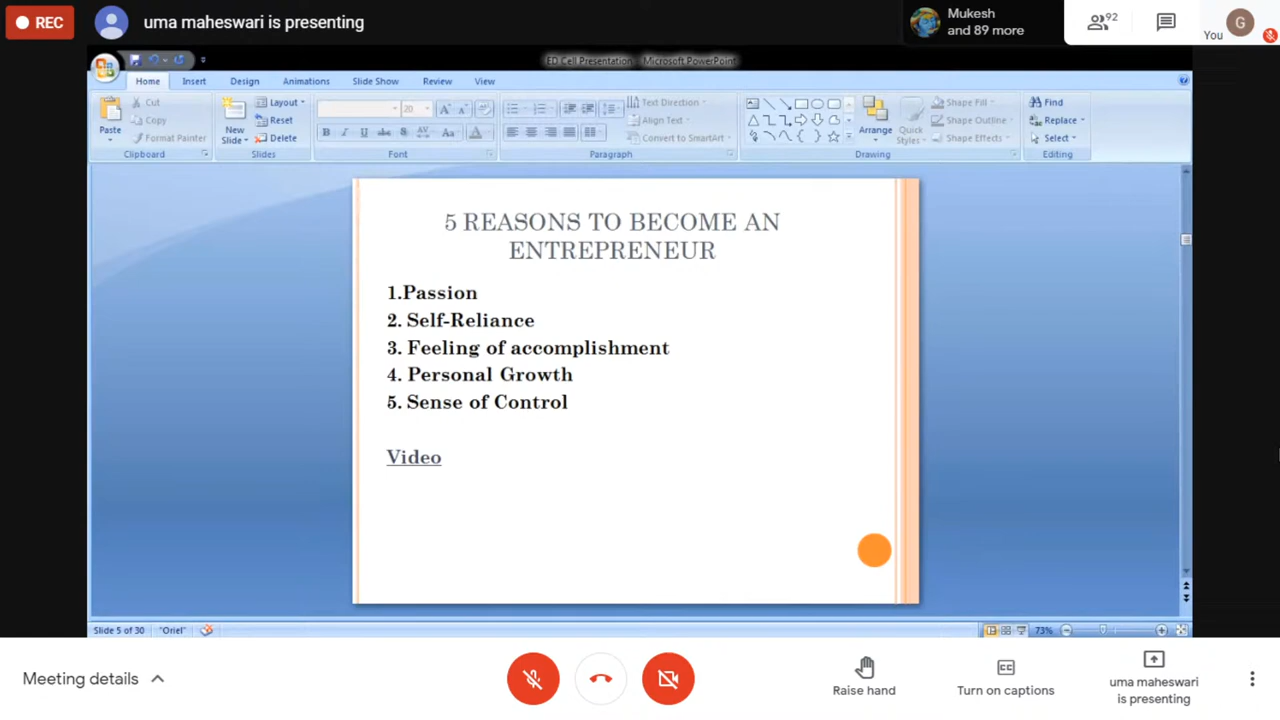 REC
uma maheswari is presenting
Mukesh
and 89 more
92
You
G
ED Cell Presentation - Microsoft PowerPoint
Home Insert Design Animations Slide Show Review View
Paste
Cut
Copy
Format Painter
Clipboard
New
Slide
Layout
Reset
Delete
Slides
20
Font
Text Direction
Align Text
Convert to SmartArt
Paragraph
Arrange
Quick
Styles
Shape Fill
Shape Outline
Shape Effects
Drawing
Find
Replace
Select
Editing
5 REASONS TO BECOME AN
ENTREPRENEUR
1.Passion
2. Self-Reliance
3. Feeling of accomplishment
4. Personal Growth
5. Sense of Control
Video
Slide 5 of 30 "Oriel" 73%
Meeting details
Raise hand
Turn on captions
uma maheswari
is presenting